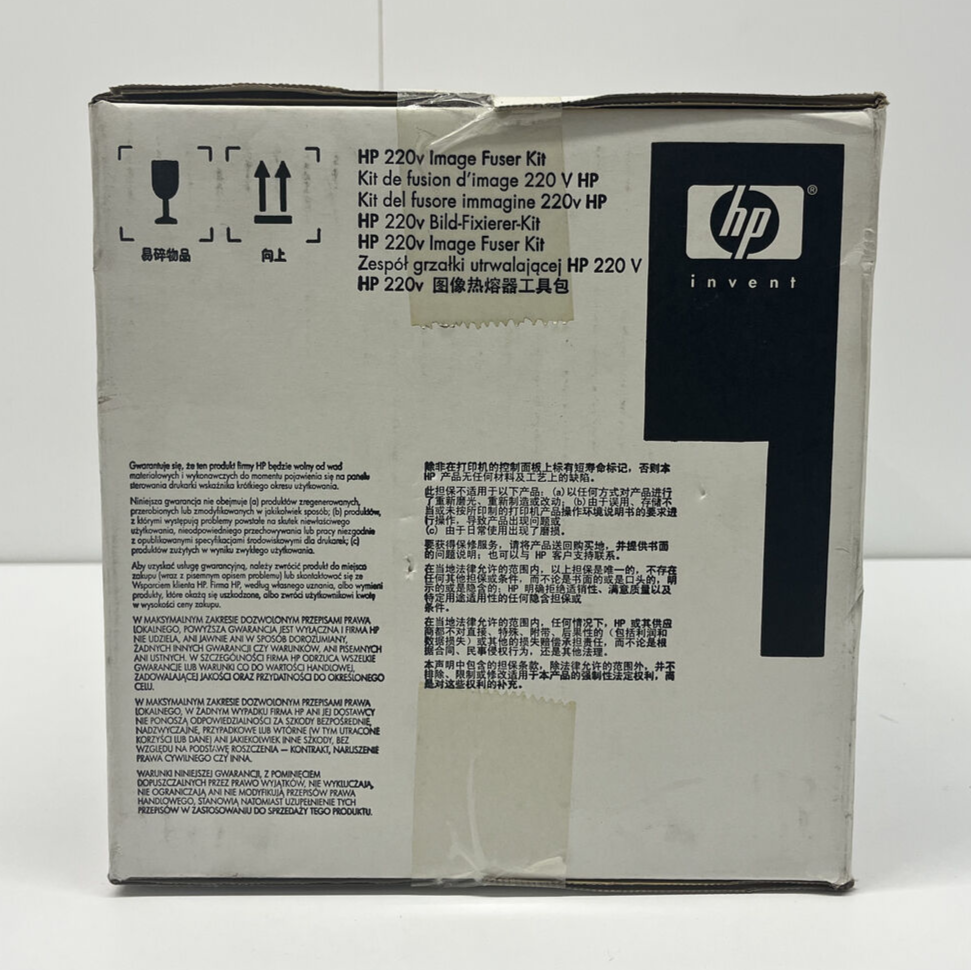 易碎物品
向上
HP 220v Image Fuser Kit
Kit de fusion d'image 220 V HP
Kit del fusore immagine 220v HP
HP 220v Bild-Fixierer-Kit
HP 220v Image Fuser Kit
Zespół grzałki utrwalającej HP 220 V
HP 220v 图像热熔器工具包
hp
®
invent
Gwarantuje się, że ten produkt firmy HP będzie wolny od wad
materiałowych i wykonawczych do momentu pojawienia się na panelu
sterowania drukarki wskaźnika krótkiego okresu użytkowania.
Niniejsza gwarancja nie obejmuje (a) produktów zregenerowanych,
przerobionych lub zmodyfikowanych w jakikolwiek sposób; (b) produktów,
z którymi występują problemy powstałe na skutek niewłaściwego
użytkowania, nieodpowiedniego przechowywania lub pracy niezgodnie
z opublikowanymi specyfikacjami środowiskowymi dla drukarek; (c)
produktów zużytych w wyniku zwykłego użytkowania.
Aby uzyskać usługę gwarancyjną, należy zwrócić produkt do miejsca
zakupu (wraz z pisemnym opisem problemu) lub skontaktować się ze
Wsparciem klienta HP. Firma HP, według własnego uznania, albo wymieni
produkty, które okażą się uszkodzone, albo zwróci użytkownikowi kwotę
w wysokości ceny zakupu.
W MAKSYMALNYM ZAKRESIE DOZWOLONYM PRZEPISAMI PRAWA
LOKALNEGO, POWYŻSZA GWARANCJA JEST WYŁĄCZNA I FIRMA HP
NIE UDZIELA, ANI JAWNIE ANI W SPOSÓB DOROZUMIANY,
ŻADNYCH INNYCH GWARANCJI CZY WARUNKÓW, ANI PISEMNYCH
ANI USTNYCH. W SZCZEGÓLNOŚCI FIRMA HP ODRZUCA WSZELKIE
GWARANCJE LUB WARUNKI CO DO WARTOŚCI HANDLOWEJ,
ZADOWALAJĄCEJ JAKOŚCI ORAZ PRZYDATNOŚCI DO OKREŚLONEGO
CELU.
W MAKSYMALNYM ZAKRESIE DOZWOLONYM PRZEPISAMI PRAWA
LOKALNEGO, W ŻADNYM WYPADKU FIRMA HP ANI JEJ DOSTAWCY
NIE PONOSZĄ ODPOWIEDZIALNOŚCI ZA SZKODY BEZPOŚREDNIE,
NADZWYCZAJNE, PRZYPADKOWE LUB WTÓRNE (W TYM UTRACONE
KORZYŚCI LUB DANE) ANI JAKIEKOLWIEK INNE SZKODY, BEZ
WZGLĘDU NA PODSTAWĘ ROSZCZENIA – KONTRAKT, NARUSZENIE
PRAWA CYWILNEGO CZY INNA.
WARUNKI NINIEJSZEJ GWARANCJI, Z POMINIĘCIEM
DOPUSZCZALNYCH PRZEZ PRAWO WYJĄTKÓW, NIE WYKLUCZAJĄ,
NIE OGRANICZAJĄ ANI NIE MODYFIKUJĄ PRZEPISÓW PRAWA
HANDLOWEGO, STANOWIĄ NATOMIAST UZUPEŁNIENIE TYCH
PRZEPISÓW W ZASTOSOWANIU DO SPRZEDAŻY TEGO PRODUKTU.
除非在打印机的控制面板上标有短寿命标记，否则本
HP 产品无任何材料及工艺上的缺陷。
此担保不适用于以下产品：(a) 以任何方式对产品进行
了重新磨光、重新制造或改动；(b) 由于误用、存储不
当或未按所印制的打印机产品操作环境说明书的要求进
行操作，导致产品出现问题或
(c) 由于日常使用出现了磨损。
要获得保修服务，请将产品送回购买地，并提供书面
的问题说明；也可以与 HP 客户支持联系。
在当地法律允许的范围内，以上担保是唯一的，不存在
任何其他担保或条件，而不论是书面的或是口头的，明
示的或是隐含的；HP 明确拒绝适销性、满意质量以及
特定用途适用性的任何隐含担保或
条件。
在当地法律允许的范围内，任何情况下，HP 或其供应
商都不对直接、特殊、附带、后果性的（包括利润和
数据损失）或其他的损失赔偿承担责任，而不论是根
据合同、民事侵权行为，还是其他法理。
本声明中包含的担保条款，除法律允许的范围外，并不
排除、限制或修改适用于本产品的强制性法定权利，而
是对这些权利的补充。